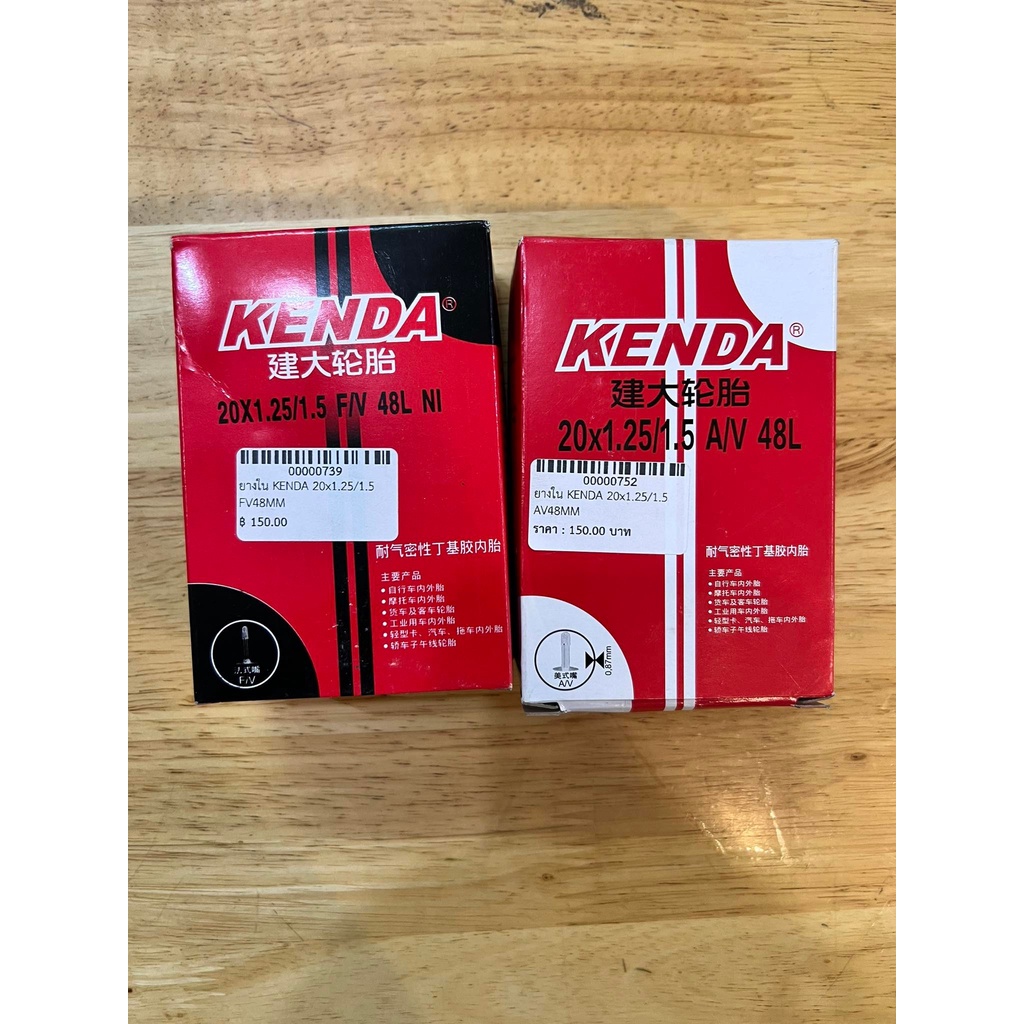 KENDA®
建大轮胎
20X1.25/1.5 F/V 48L NI
00000739
ยางใน KENDA 20x1.25/1.5
FV48MM
฿ 150.00
耐气密性丁基胶内胎
主要产品
• 自行车内外胎
• 摩托车内外胎
• 货车及客车轮胎
• 工业用车内外胎
• 轻型卡、汽车、拖车内外胎
• 轿车子午线轮胎
法式嘴
F/V
KENDA®
建大轮胎
20x1.25/1.5 A/V 48L
00000752
ยางใน KENDA 20x1.25/1.5
AV48MM
ราคา : 150.00 บาท
耐气密性丁基胶内胎
主要产品
• 自行车内外胎
• 摩托车内外胎
• 货车及客车轮胎
• 工业用车内外胎
• 轻型卡、汽车、拖车内外胎
• 轿车子午线轮胎
美式嘴
A/V
0.87mm